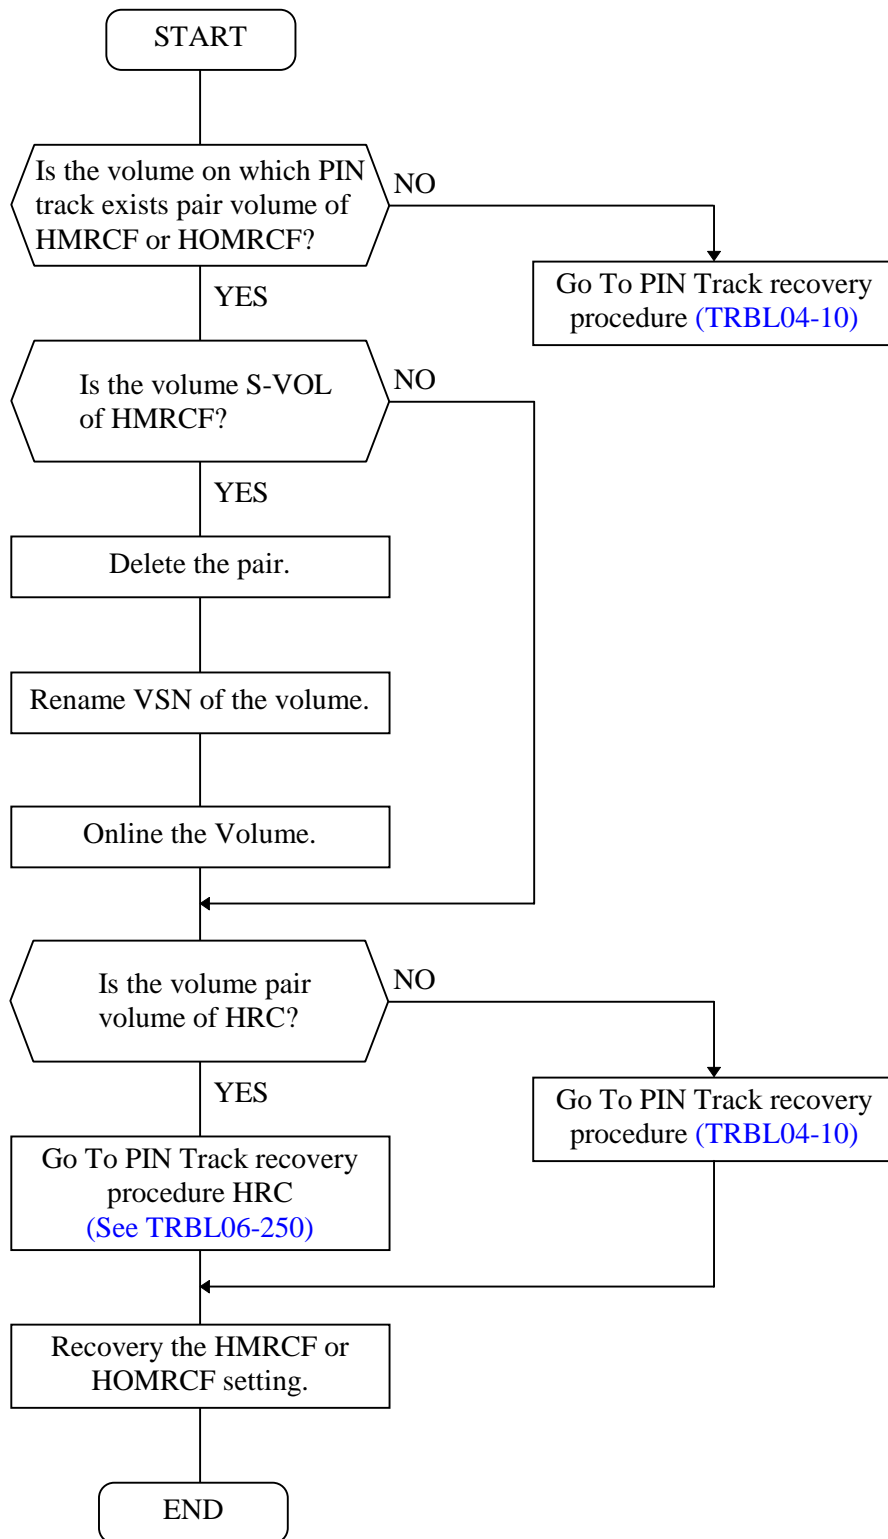 START
Is the volume on which PIN
track exists pair volume of
HMRCF or HOMRCF?
NO
YES
Go To PIN Track recovery
procedure (TRBL04-10)
Is the volume S-VOL
of HMRCF?
NO
YES
Delete the pair.
Rename VSN of the volume.
Online the Volume.
Is the volume pair
volume of HRC?
NO
YES
Go To PIN Track recovery
procedure (TRBL04-10)
Go To PIN Track recovery
procedure HRC
(See TRBL06-250)
Recovery the HMRCF or
HOMRCF setting.
END